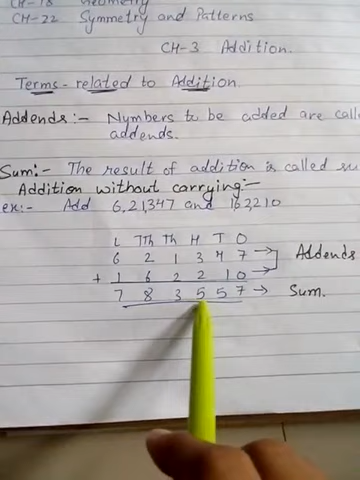 Geometry
CH-22 Symmetry and Patterns
CH-3 Addition.
Terms-related to Addition.
Addends:- Numbers to be added are
addends.
Sum:- The result of addition is called
Addition without carrying:-
ex:- Add 6,21,347 and 162,210
L TTh Th H T O
6 2 1 3 4 7 → Addends
+ 1 6 2 2 1 0 →
7 8 3 5 5 7 → Sum.